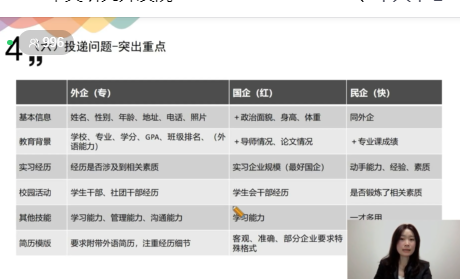 4 （六）投递问题-突出重点
996
外企（专） 国企（红） 民企（快）
基本信息 姓名、性别、年龄、地址、电话、照片 ＋政治面貌、身高、体重 同外企
教育背景 学校、专业、学分、GPA、班级排名、（外 ＋导师情况、论文情况 ＋专业课成绩
语能力）
实习经历 经历是否涉及到相关素质 实习企业规模（最好国企） 动手能力、经验、素质
校园活动 学生干部、社团干部经历 学生会干部经历 是否锻炼了相关素质
其他技能 学习能力、管理能力、沟通能力 学习能力 一才多用
简历模版 要求附带外语简历，注重经历细节 客观、准确、部分企业要求特
殊格式